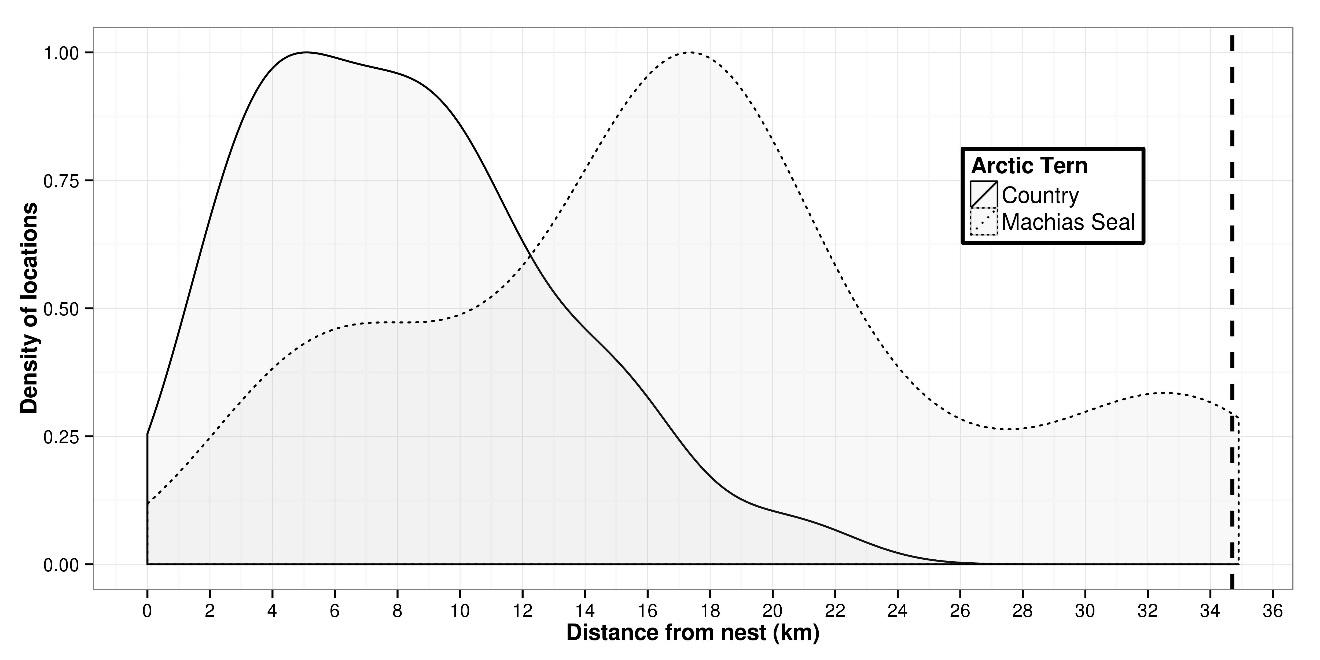 1.00
0.75
0.50
0.25
0.00
Density of locations
Arctic Tern
Country
Machias Seal
0 2 4 6 8 10 12 14 16 18 20 22 24 26 28 30 32 34 36
Distance from nest (km)